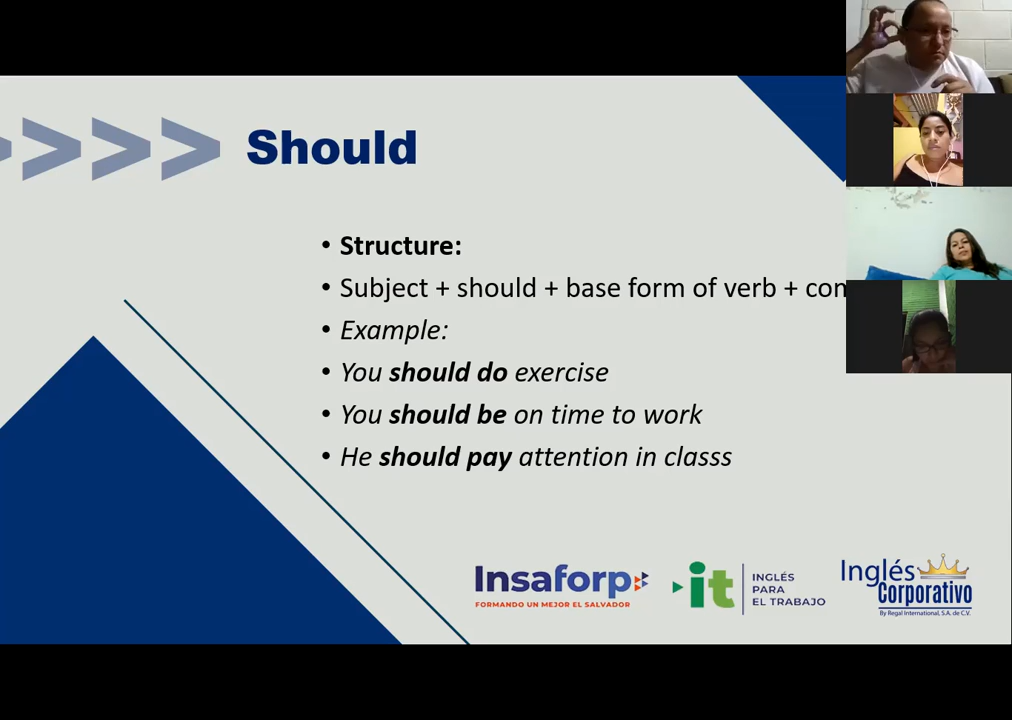 Should
• Structure:
• Subject + should + base form of verb +
• Example:
• You should do exercise
• You should be on time to work
• He should pay attention in classs
Insaforp
FORMANDO UN MEJOR EL SALVADOR
it
INGLÉS
PARA
EL TRABAJO
Inglés
Corporativo
By Regal International, S.A. de C.V.